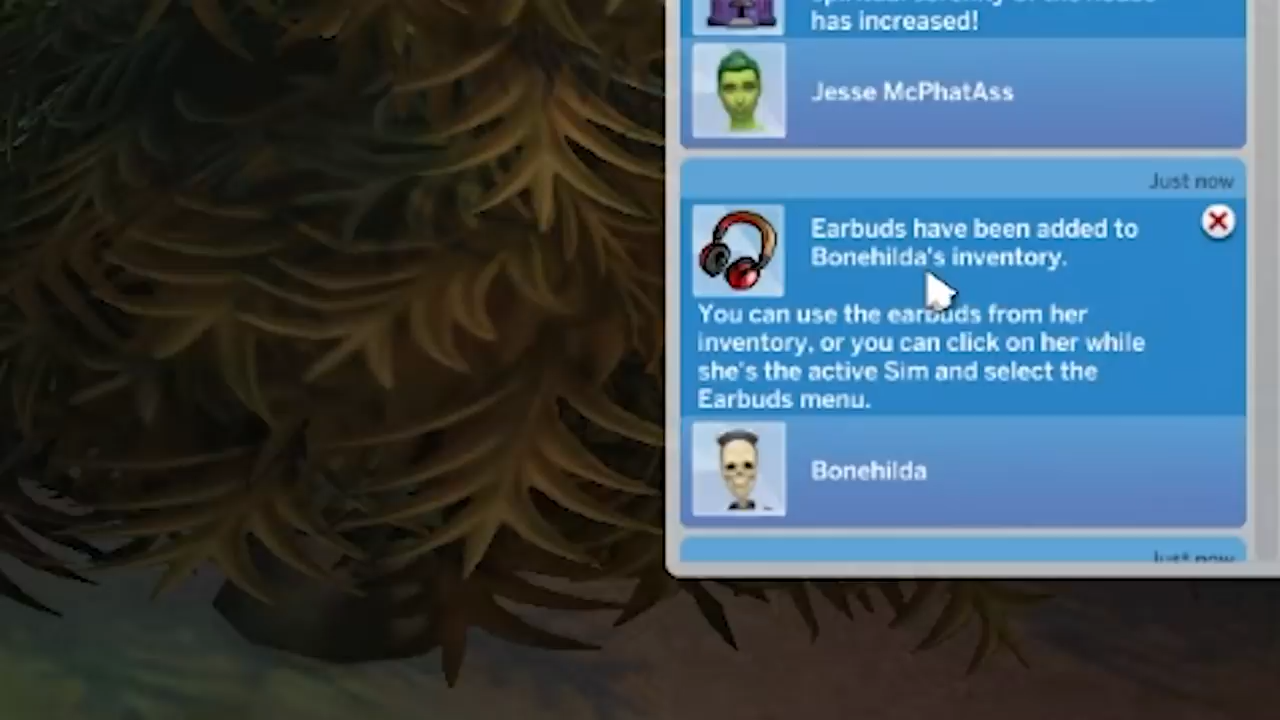 has increased!
Jesse McPhatAss
Just now
Earbuds have been added to
Bonehilda's inventory.
You can use the earbuds from her
inventory, or you can click on her while
she's the active Sim and select the
Earbuds menu.
Bonehilda
Just now